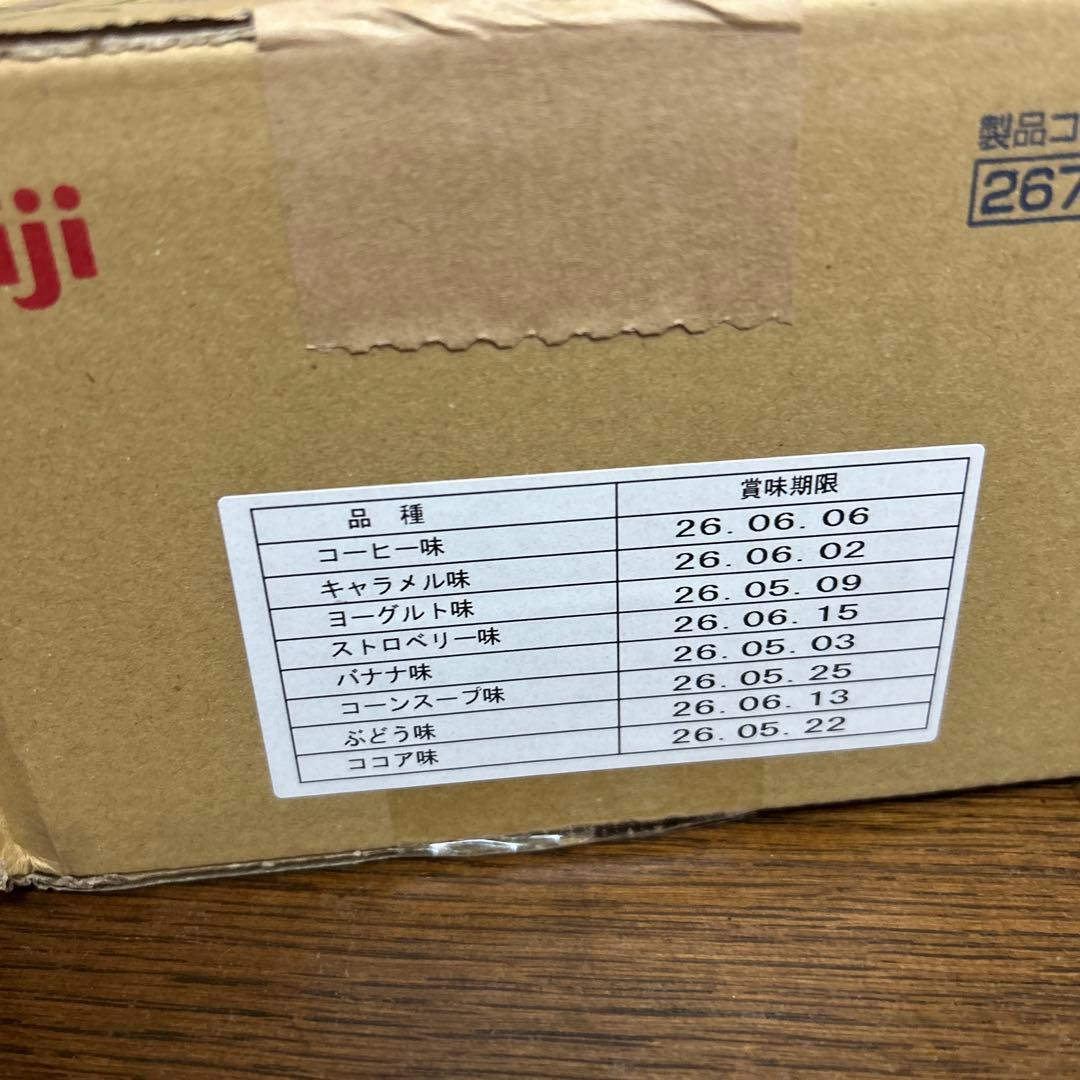 iji
製品コ
267
品 種 賞味期限
コーヒー味 26.06.06
キャラメル味 26.06.02
ヨーグルト味 26.05.09
ストロベリー味 26.06.15
バナナ味 26.05.03
コーンスープ味 26.05.25
ぶどう味 26.06.13
ココア味 26.05.22